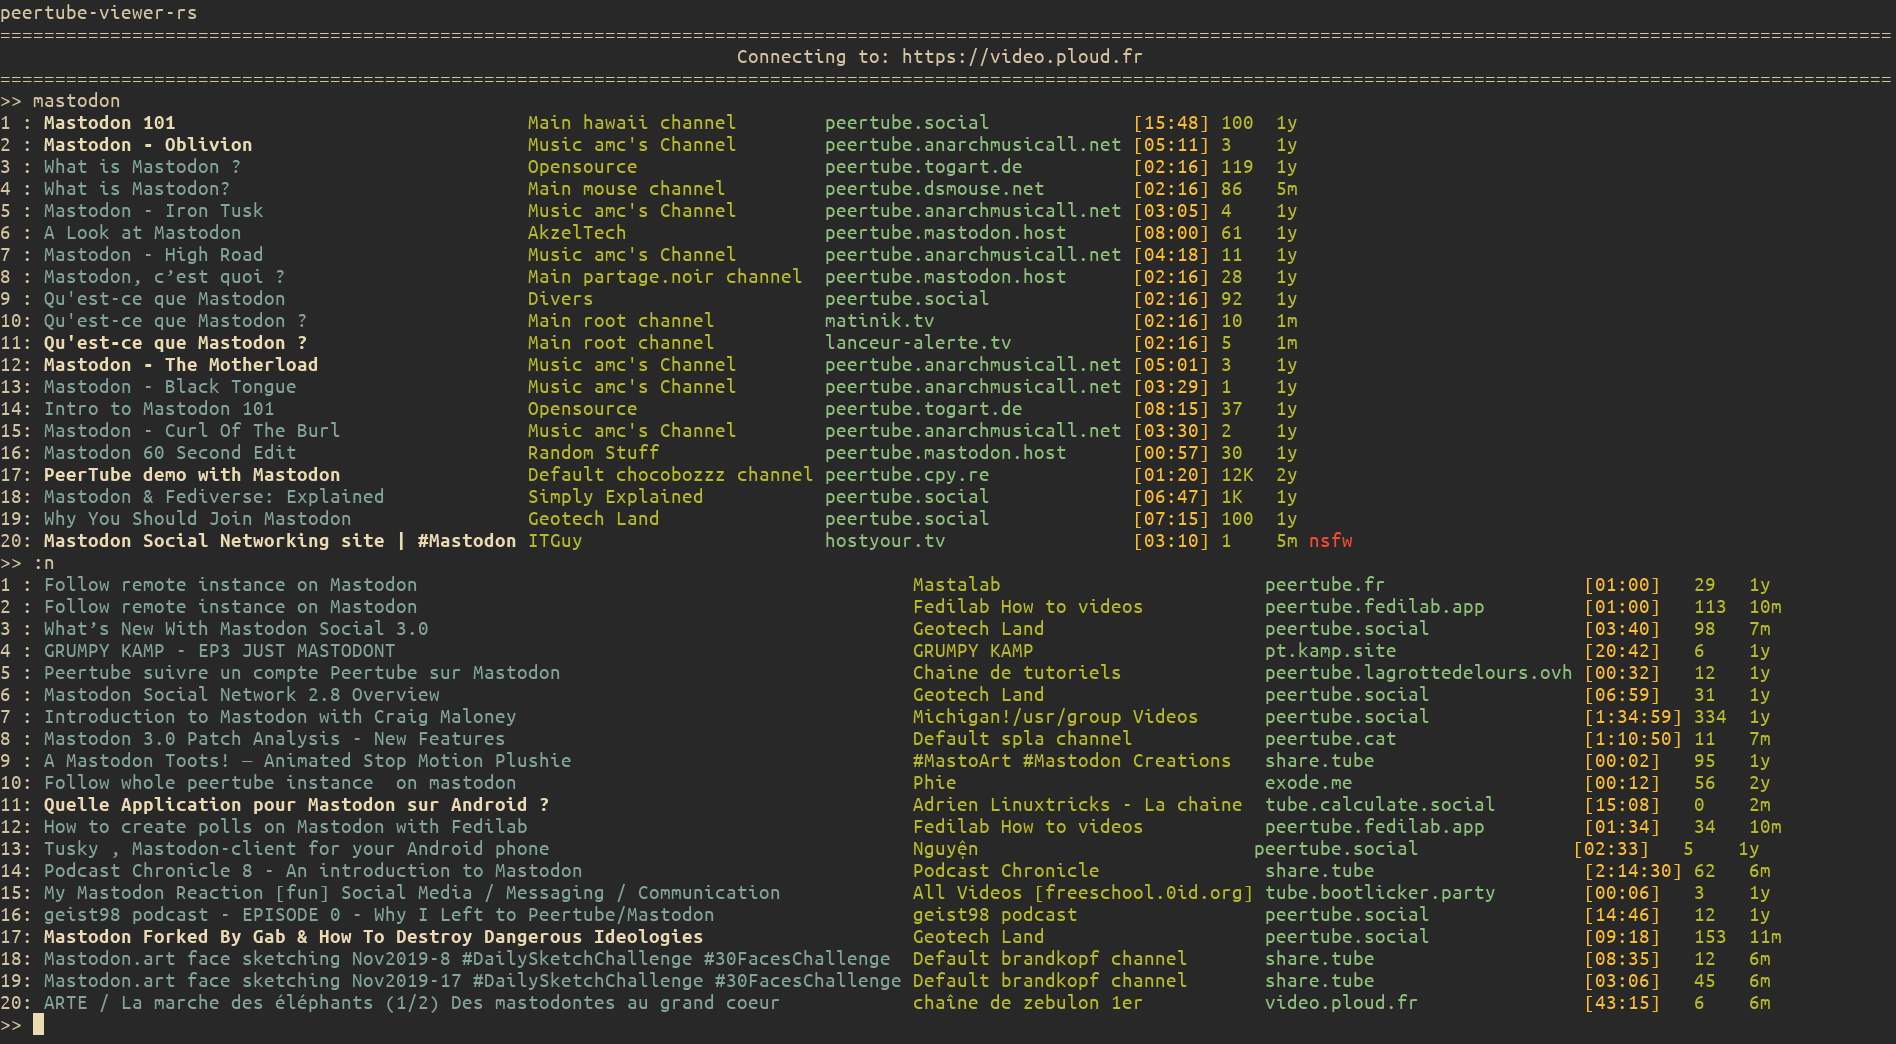 peertube-viewer-rs
============================================================================================================================================================================
Connecting to: https://video.ploud.fr
============================================================================================================================================================================
>> mastodon
1 : Mastodon 101 Main hawaii channel peertube.social [15:48] 100 1y
2 : Mastodon - Oblivion Music amc's Channel peertube.anarchmusicall.net [05:11] 3 1y
3 : What is Mastodon ? Opensource peertube.togart.de [02:16] 119 1y
4 : What is Mastodon? Main mouse channel peertube.dsmouse.net [02:16] 86 5m
5 : Mastodon - Iron Tusk Music amc's Channel peertube.anarchmusicall.net [03:05] 4 1y
6 : A Look at Mastodon AkzelTech peertube.mastodon.host [08:00] 61 1y
7 : Mastodon - High Road Music amc's Channel peertube.anarchmusicall.net [04:18] 11 1y
8 : Mastodon, c’est quoi ? Main partage.noir channel peertube.mastodon.host [02:16] 28 1y
9 : Qu'est-ce que Mastodon Divers peertube.social [02:16] 92 1y
10: Qu'est-ce que Mastodon ? Main root channel matinik.tv [02:16] 10 1m
11: Qu'est-ce que Mastodon ? Main root channel lanceur-alerte.tv [02:16] 5 1m
12: Mastodon - The Motherload Music amc's Channel peertube.anarchmusicall.net [05:01] 3 1y
13: Mastodon - Black Tongue Music amc's Channel peertube.anarchmusicall.net [03:29] 1 1y
14: Intro to Mastodon 101 Opensource peertube.togart.de [08:15] 37 1y
15: Mastodon - Curl Of The Burl Music amc's Channel peertube.anarchmusicall.net [03:30] 2 1y
16: Mastodon 60 Second Edit Random Stuff peertube.mastodon.host [00:57] 30 1y
17: PeerTube demo with Mastodon Default chocobozzz channel peertube.cpy.re [01:20] 12K 2y
18: Mastodon & Fediverse: Explained Simply Explained peertube.social [06:47] 1K 1y
19: Why You Should Join Mastodon Geotech Land peertube.social [07:15] 100 1y
20: Mastodon Social Networking site | #Mastodon ITGuy hostyour.tv [03:10] 1 5m nsfw
>> :n
1 : Follow remote instance on Mastodon Mastalab peertube.fr [01:00] 29 1y
2 : Follow remote instance on Mastodon Fedilab How to videos peertube.fedilab.app [01:00] 113 10m
3 : What’s New With Mastodon Social 3.0 Geotech Land peertube.social [03:40] 98 7m
4 : GRUMPY KAMP - EP3 JUST MASTODONT GRUMPY KAMP pt.kamp.site [20:42] 6 1y
5 : Peertube suivre un compte Peertube sur Mastodon Chaine de tutoriels peertube.lagrottedelours.ovh [00:32] 12 1y
6 : Mastodon Social Network 2.8 Overview Geotech Land peertube.social [06:59] 31 1y
7 : Introduction to Mastodon with Craig Maloney Michigan!/usr/group Videos peertube.social [1:34:59] 334 1y
8 : Mastodon 3.0 Patch Analysis - New Features Default spla channel peertube.cat [1:10:50] 11 7m
9 : A Mastodon Toots! — Animated Stop Motion Plushie #MastoArt #Mastodon Creations share.tube [00:02] 95 1y
10: Follow whole peertube instance  on mastodon Phie exode.me [00:12] 56 2y
11: Quelle Application pour Mastodon sur Android ? Adrien Linuxtricks - La chaine tube.calculate.social [15:08] 0 2m
12: How to create polls on Mastodon with Fedilab Fedilab How to videos peertube.fedilab.app [01:34] 34 10m
13: Tusky , Mastodon-client for your Android phone Nguyện peertube.social [02:33] 5 1y
14: Podcast Chronicle 8 - An introduction to Mastodon Podcast Chronicle share.tube [2:14:30] 62 6m
15: My Mastodon Reaction [fun] Social Media / Messaging / Communication All Videos [freeschool.0id.org] tube.bootlicker.party [00:06] 3 1y
16: geist98 podcast - EPISODE 0 - Why I Left to Peertube/Mastodon geist98 podcast peertube.social [14:46] 12 1y
17: Mastodon Forked By Gab & How To Destroy Dangerous Ideologies Geotech Land peertube.social [09:18] 153 11m
18: Mastodon.art face sketching Nov2019-8 #DailySketchChallenge #30FacesChallenge Default brandkopf channel share.tube [08:35] 12 6m
19: Mastodon.art face sketching Nov2019-17 #DailySketchChallenge #30FacesChallenge Default brandkopf channel share.tube [03:06] 45 6m
20: ARTE / La marche des éléphants (1/2) Des mastodontes au grand coeur chaîne de zebulon 1er video.ploud.fr [43:15] 6 6m
>>